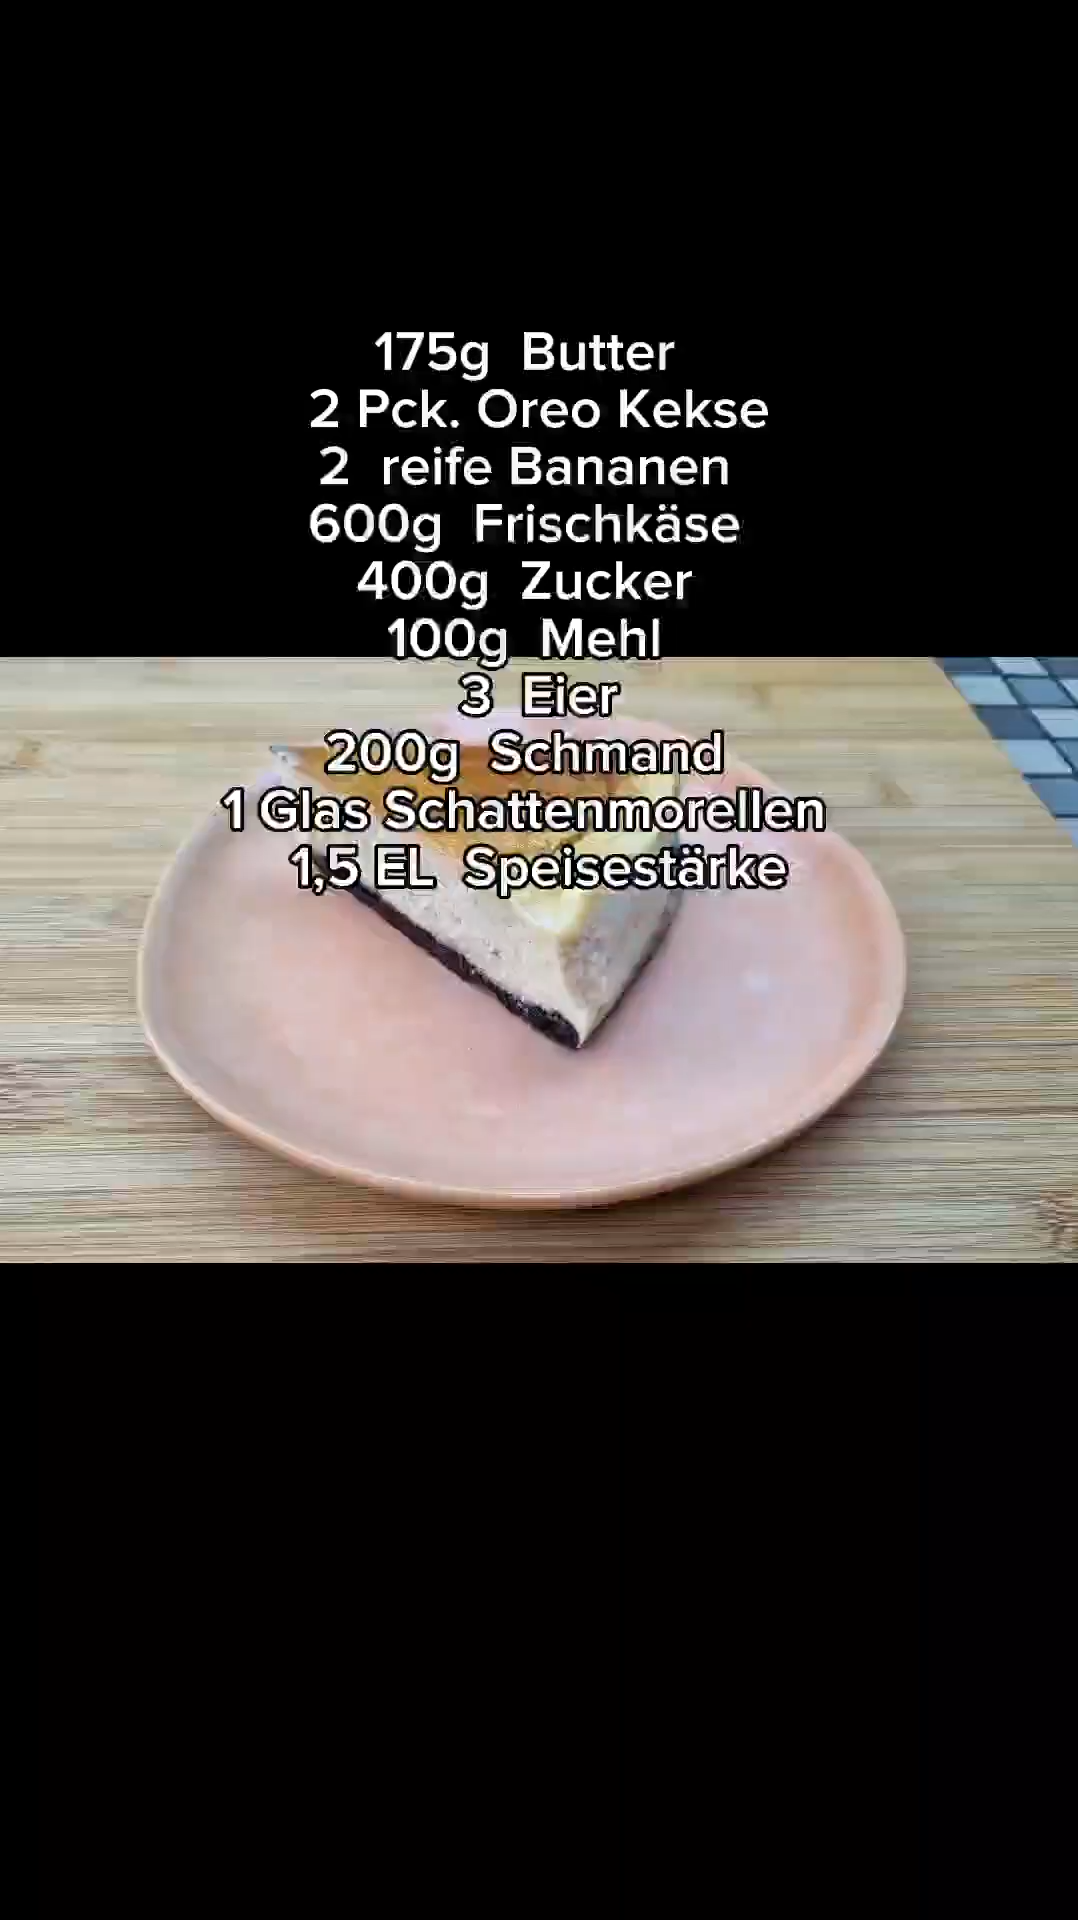 175g Butter
2 Pck. Oreo Kekse
2 reife Bananen
600g Frischkäse
400g Zucker
100g Mehl
3 Eier
200g Schmand
1 Glas Schattenmorellen
1,5 EL Speisestärke